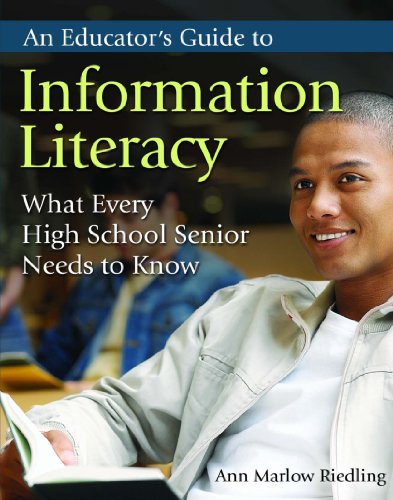 An Educator's Guide to
Information
Literacy
What Every
High School Senior
Needs to Know
Ann Marlow Riedling